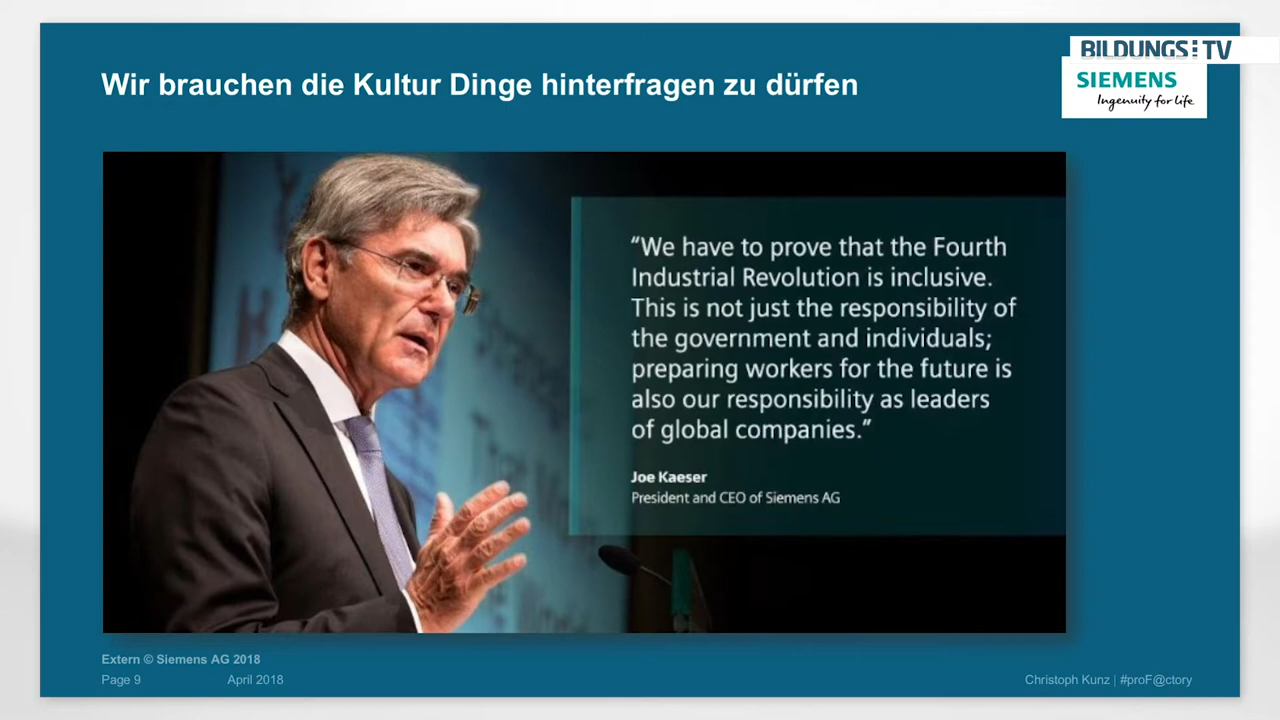 BILDUNGS:TV
Wir brauchen die Kultur Dinge hinterfragen zu dürfen
SIEMENS
Ingenuity for life
“We have to prove that the Fourth
Industrial Revolution is inclusive.
This is not just the responsibility of
the government and individuals;
preparing workers for the future is
also our responsibility as leaders
of global companies.”
Joe Kaeser
President and CEO of Siemens AG
Extern © Siemens AG 2018
Page 9 April 2018 Christoph Kunz | #proF@ctory